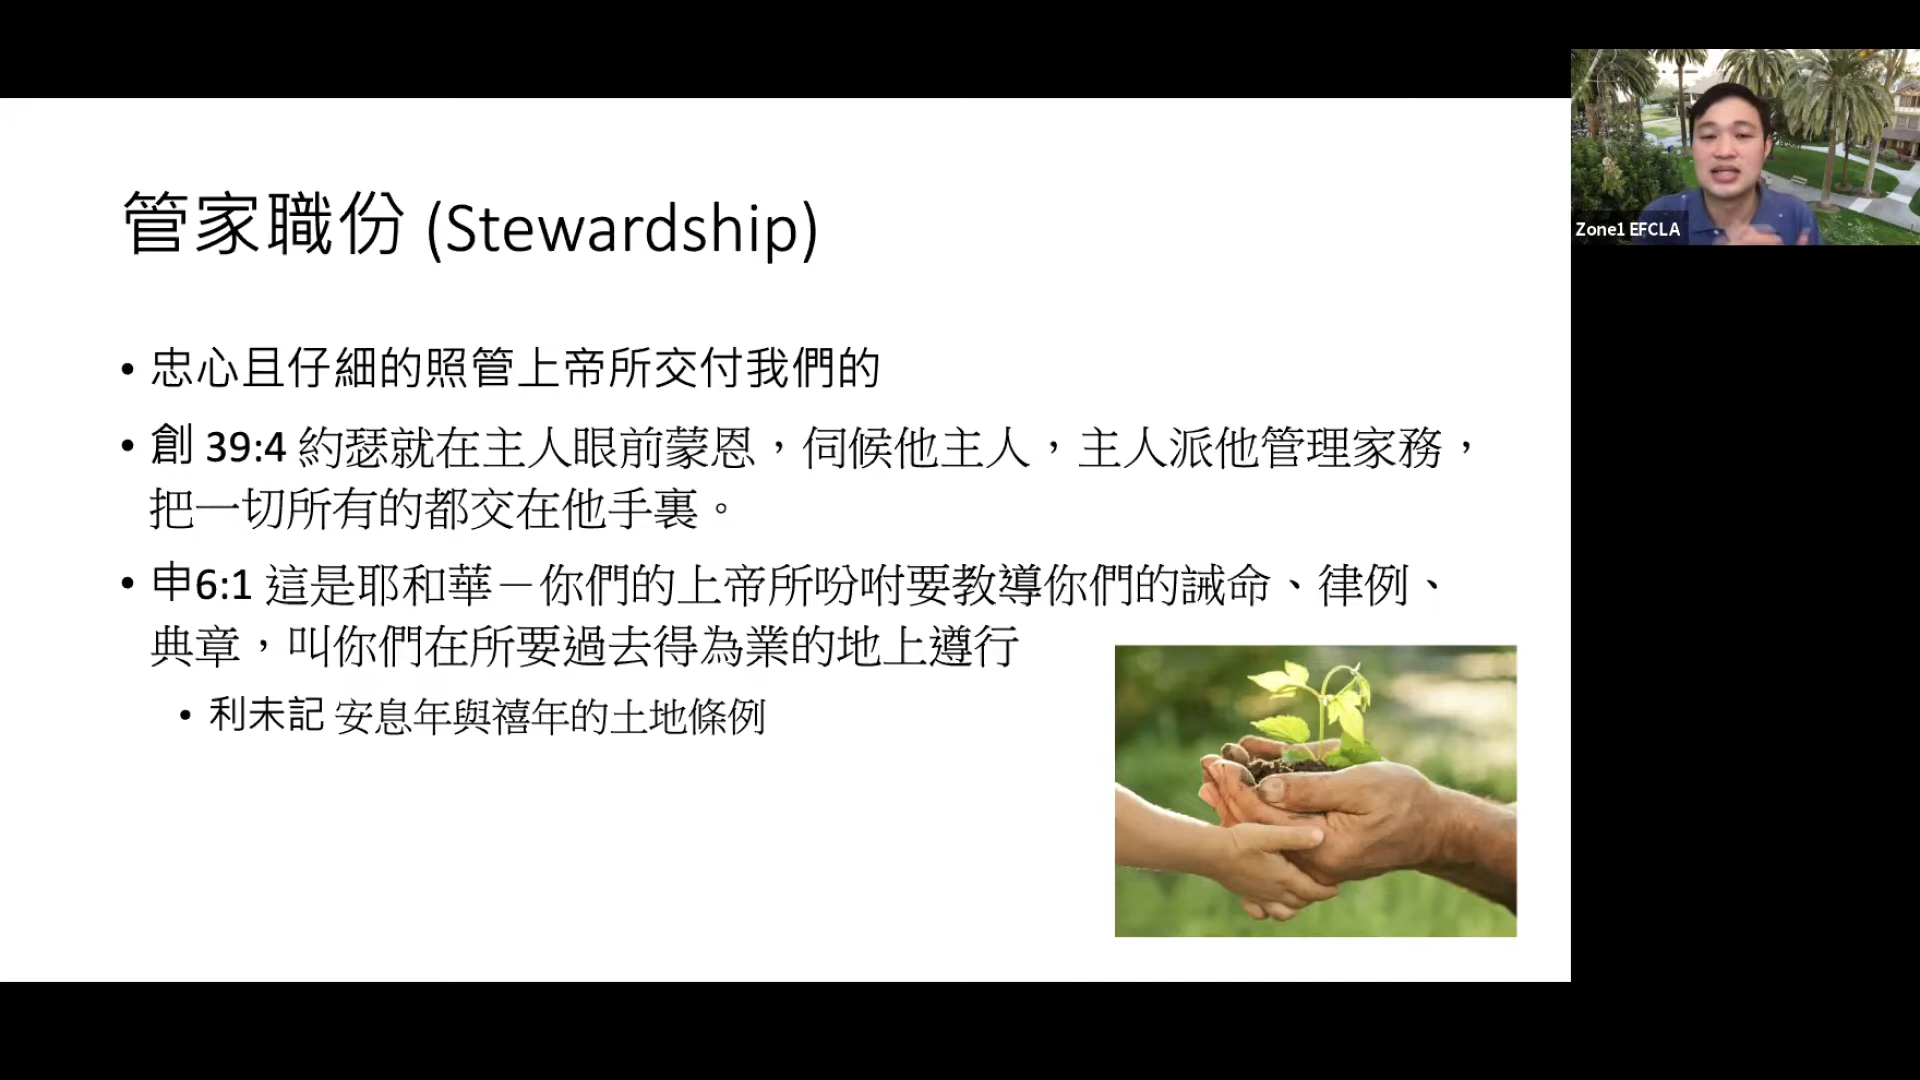 管家職份 (Stewardship)
• 忠心且仔細的照管上帝所交付我們的
• 創 39:4 約瑟就在主人眼前蒙恩，伺候他主人，主人派他管理家務，
把一切所有的都交在他手裏。
• 申6:1 這是耶和華－你們的上帝所吩咐要教導你們的誡命、律例、
典章，叫你們在所要過去得為業的地上遵行
• 利未記 安息年與禧年的土地條例
Zone1 EFCLA